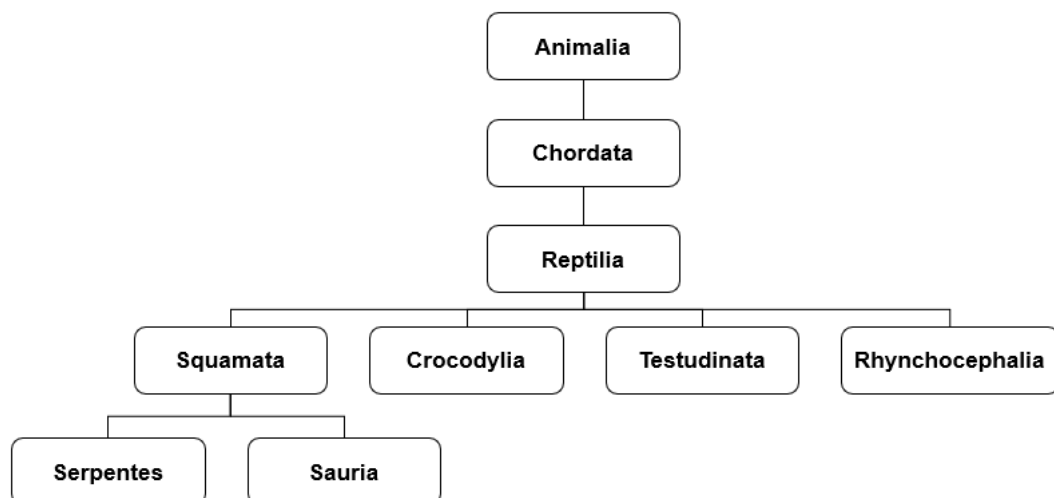 Animalia
Chordata
Reptilia
Squamata
Crocodylia
Testudinata
Rhynchocephalia
Serpentes
Sauria